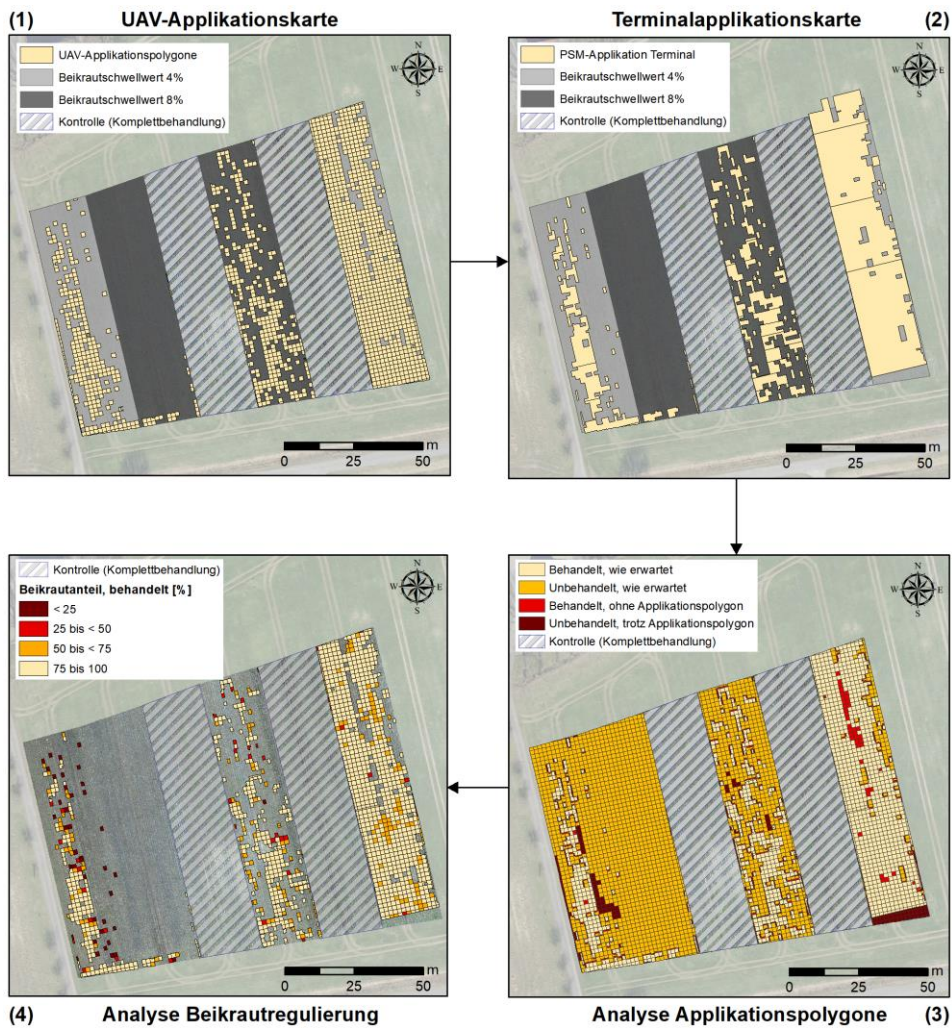 (1) UAV-Applikationskarte
UAV-Applikationspolygone
Beikrautschwellwert 4%
Beikrautschwellwert 8%
Kontrolle (Komplettbehandlung)
N
W E
S
m
0 25 50
Terminalapplikationskarte (2)
PSM-Applikation Terminal
Beikrautschwellwert 4%
Beikrautschwellwert 8%
Kontrolle (Komplettbehandlung)
N
W E
S
m
0 25 50
Kontrolle (Komplettbehandlung)
Beikrautanteil, behandelt [%]
< 25
25 bis < 50
50 bis < 75
75 bis 100
N
W E
S
m
0 25 50
(4) Analyse Beikrautregulierung
Behandelt, wie erwartet
Unbehandelt, wie erwartet
Behandelt, ohne Applikationspolygon
Unbehandelt, trotz Applikationspolygon
Kontrolle (Komplettbehandlung)
N
W E
S
m
0 25 50
Analyse Applikationspolygone (3)